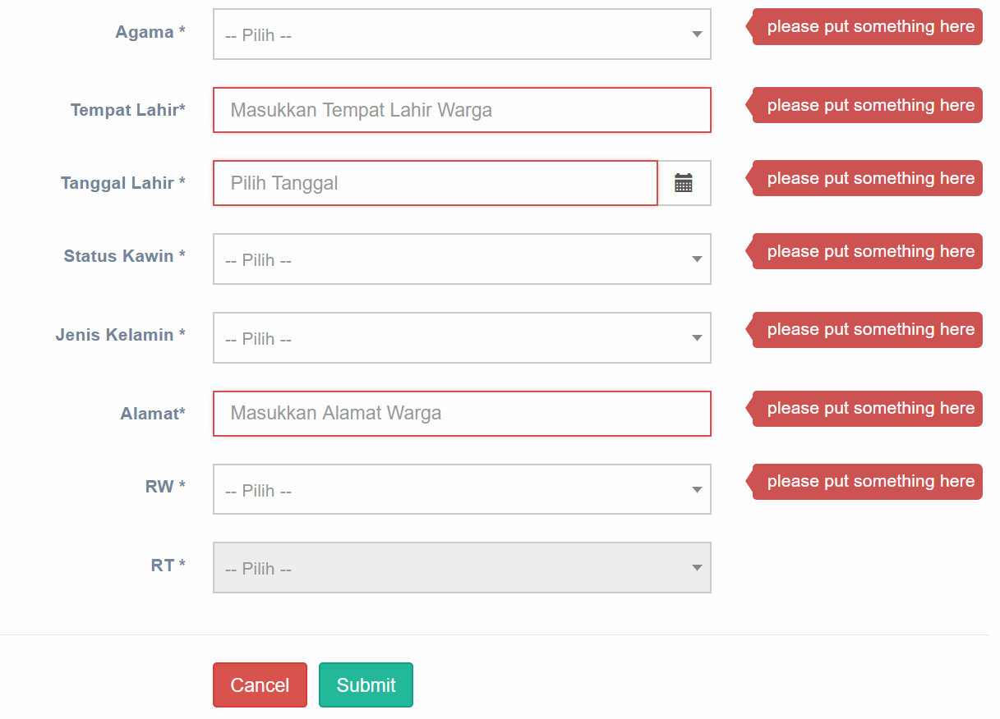 Agama * -- Pilih -- please put something here
Tempat Lahir* Masukkan Tempat Lahir Warga please put something here
Tanggal Lahir * Pilih Tanggal please put something here
Status Kawin * -- Pilih -- please put something here
Jenis Kelamin * -- Pilih -- please put something here
Alamat* Masukkan Alamat Warga please put something here
RW * -- Pilih -- please put something here
RT * -- Pilih --
Cancel Submit